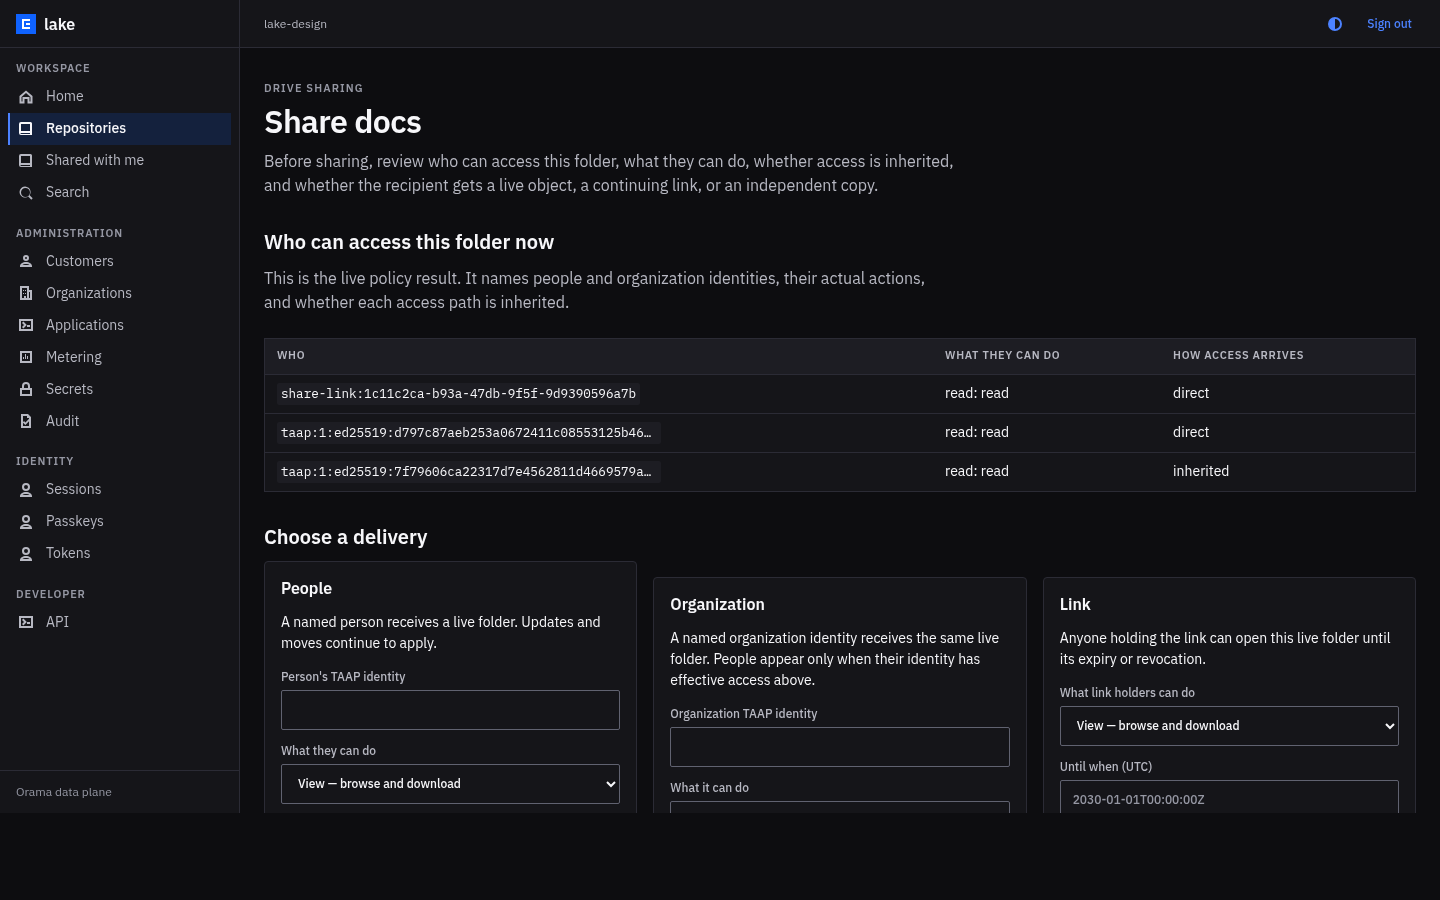 lake
lake-design
Sign out
WORKSPACE
Home
Repositories
Shared with me
Search
ADMINISTRATION
Customers
Organizations
Applications
Metering
Secrets
Audit
IDENTITY
Sessions
Passkeys
Tokens
DEVELOPER
API
Orama data plane
DRIVE SHARING
Share docs
Before sharing, review who can access this folder, what they can do, whether access is inherited,
and whether the recipient gets a live object, a continuing link, or an independent copy.
Who can access this folder now
This is the live policy result. It names people and organization identities, their actual actions,
and whether each access path is inherited.
WHO WHAT THEY CAN DO HOW ACCESS ARRIVES
share-link:1c11c2ca-b93a-47db-9f5f-9d9390596a7b read: read direct
taap:1:ed25519:d797c87aeb253a0672411c08553125b46… read: read direct
taap:1:ed25519:7f79606ca22317d7e4562811d4669579a… read: read inherited
Choose a delivery
People
A named person receives a live folder. Updates and
moves continue to apply.
Person's TAAP identity
What they can do
View — browse and download
Organization
A named organization identity receives the same live
folder. People appear only when their identity has
effective access above.
Organization TAAP identity
What it can do
Link
Anyone holding the link can open this live folder until
its expiry or revocation.
What link holders can do
View — browse and download
Until when (UTC)
2030-01-01T00:00:00Z